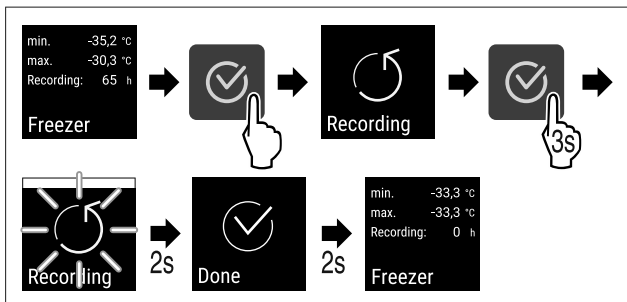 min. -35,2 °C
max. -30,3 °C
Recording: 65 h
Freezer
Recording
3s
Recording
2s
Done
2s
min. -33,3 °C
max. -33,3 °C
Recording: 0 h
Freezer